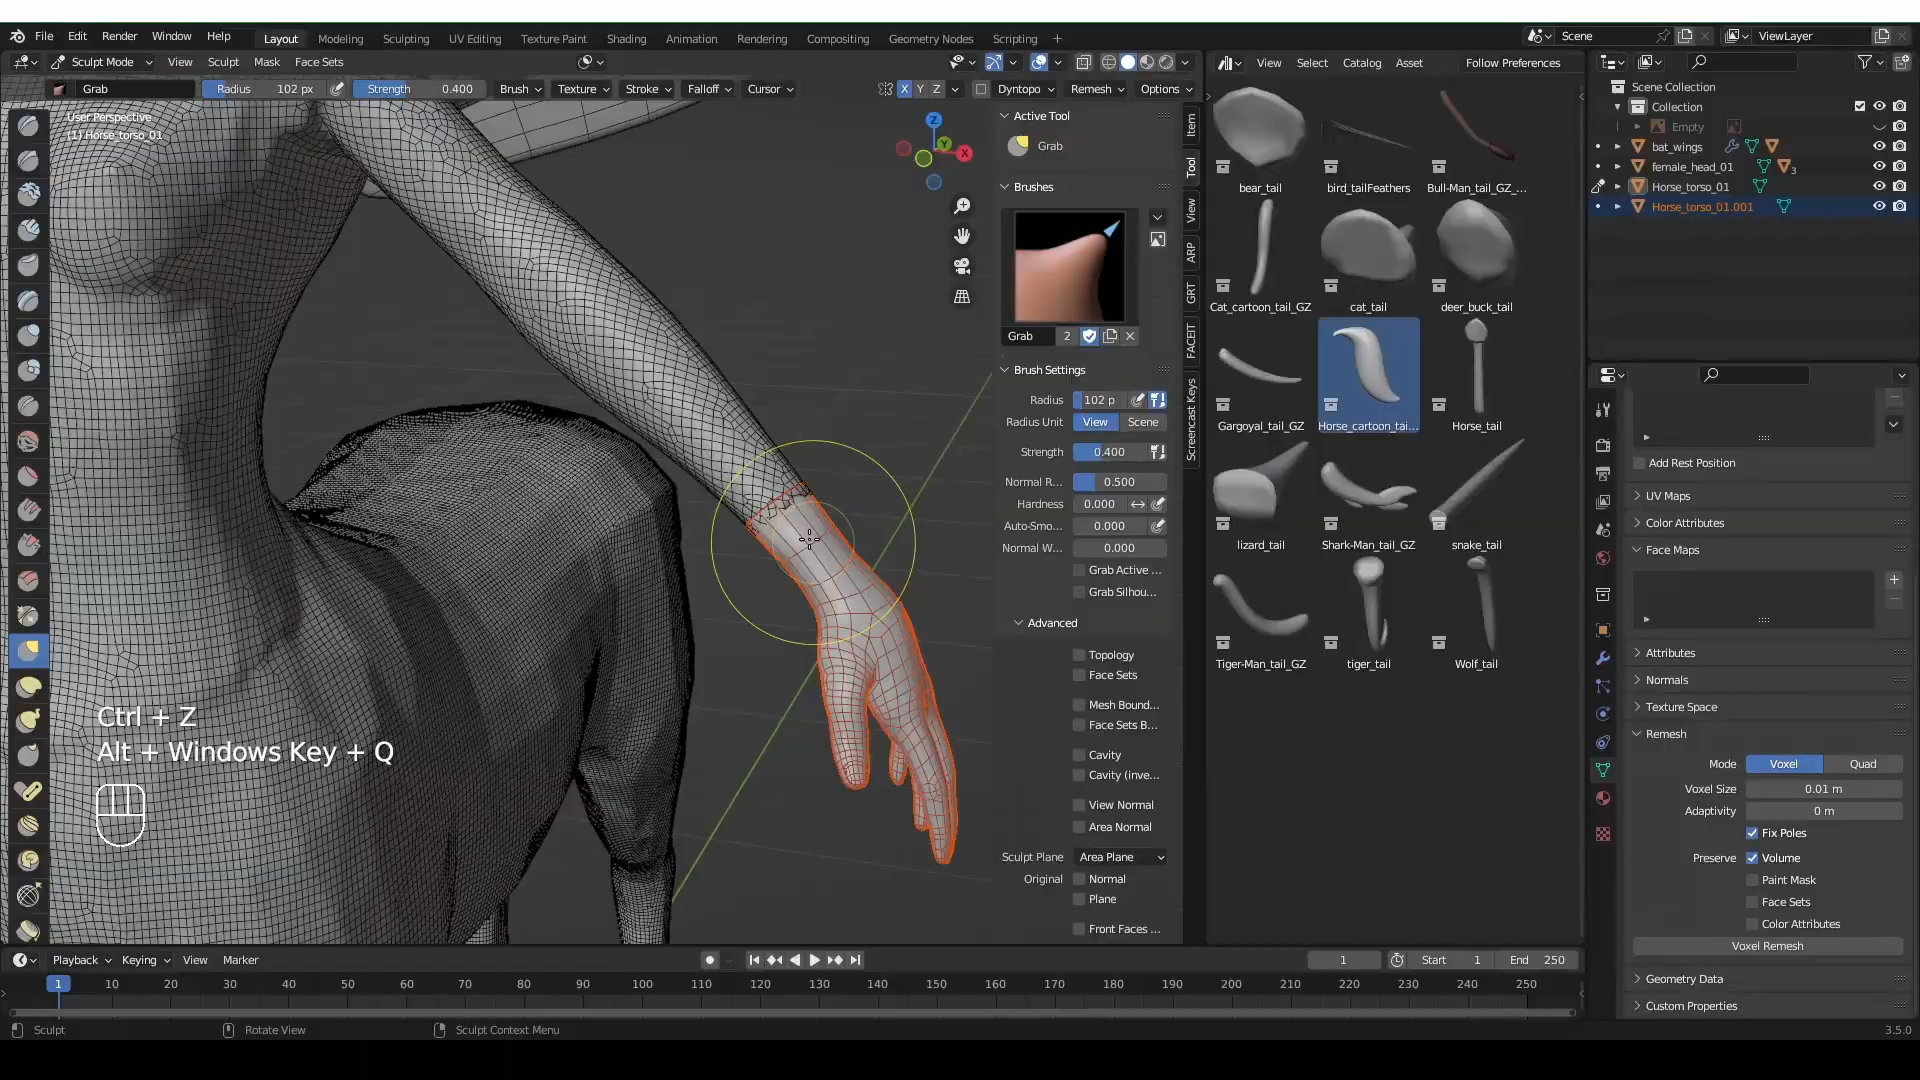 File Edit Render Window Help Layout Modeling Sculpting UV Editing Texture Paint Shading Animation Rendering Compositing Geometry Nodes Scripting + Scene ViewLayer
Sculpt Mode View Sculpt Mask Face Sets View Select Catalog Asset Follow Preferences
Grab Radius 102 px Strength 0.400 Brush Texture Stroke Falloff Cursor X Y Z Dyntopo Remesh Options
User Perspective
(1) Horse_torso_01
Z
Y
X
Ctrl + Z
Alt + Windows Key + Q
Active Tool
Grab
Brushes
Grab 2
Brush Settings
Radius 102 p
Radius Unit View Scene
Strength 0.400
Normal R... 0.500
Hardness 0.000
Auto-Smo... 0.000
Normal W... 0.000
Grab Active ...
Grab Silhou...
Advanced
Topology
Face Sets
Mesh Bound...
Face Sets B...
Cavity
Cavity (inve...
View Normal
Area Normal
Sculpt Plane Area Plane
Original Normal
Plane
Front Faces ...
Item
Tool
View
ARP
GRT
FACEIT
Screencast Keys
bear_tail bird_tailFeathers Bull-Man_tail_GZ_...
Cat_cartoon_tail_GZ cat_tail deer_buck_tail
Gargoyal_tail_GZ Horse_cartoon_tai... Horse_tail
lizard_tail Shark-Man_tail_GZ snake_tail
Tiger-Man_tail_GZ tiger_tail Wolf_tail
Scene Collection
Collection
Empty
bat_wings
female_head_01 3
Horse_torso_01
Horse_torso_01.001
Add Rest Position
UV Maps
Color Attributes
Face Maps
Attributes
Normals
Texture Space
Remesh
Mode Voxel Quad
Voxel Size 0.01 m
Adaptivity 0 m
Fix Poles
Preserve Volume
Paint Mask
Face Sets
Color Attributes
Voxel Remesh
Geometry Data
Custom Properties
Playback Keying View Marker 1 Start 1 End 250
1 10 20 30 40 50 60 70 80 90 100 110 120 130 140 150 160 170 180 190 200 210 220 230 240 250
Sculpt Rotate View Sculpt Context Menu 3.5.0